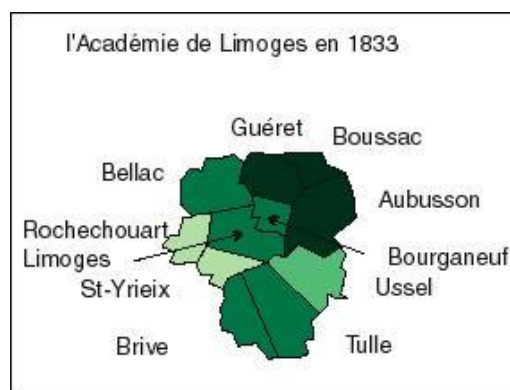 l'Académie de Limoges en 1833
Guéret
Boussac
Bellac
Aubusson
Rochechouart
Limoges
Bourganeuf
St-Yrieix
Ussel
Brive
Tulle